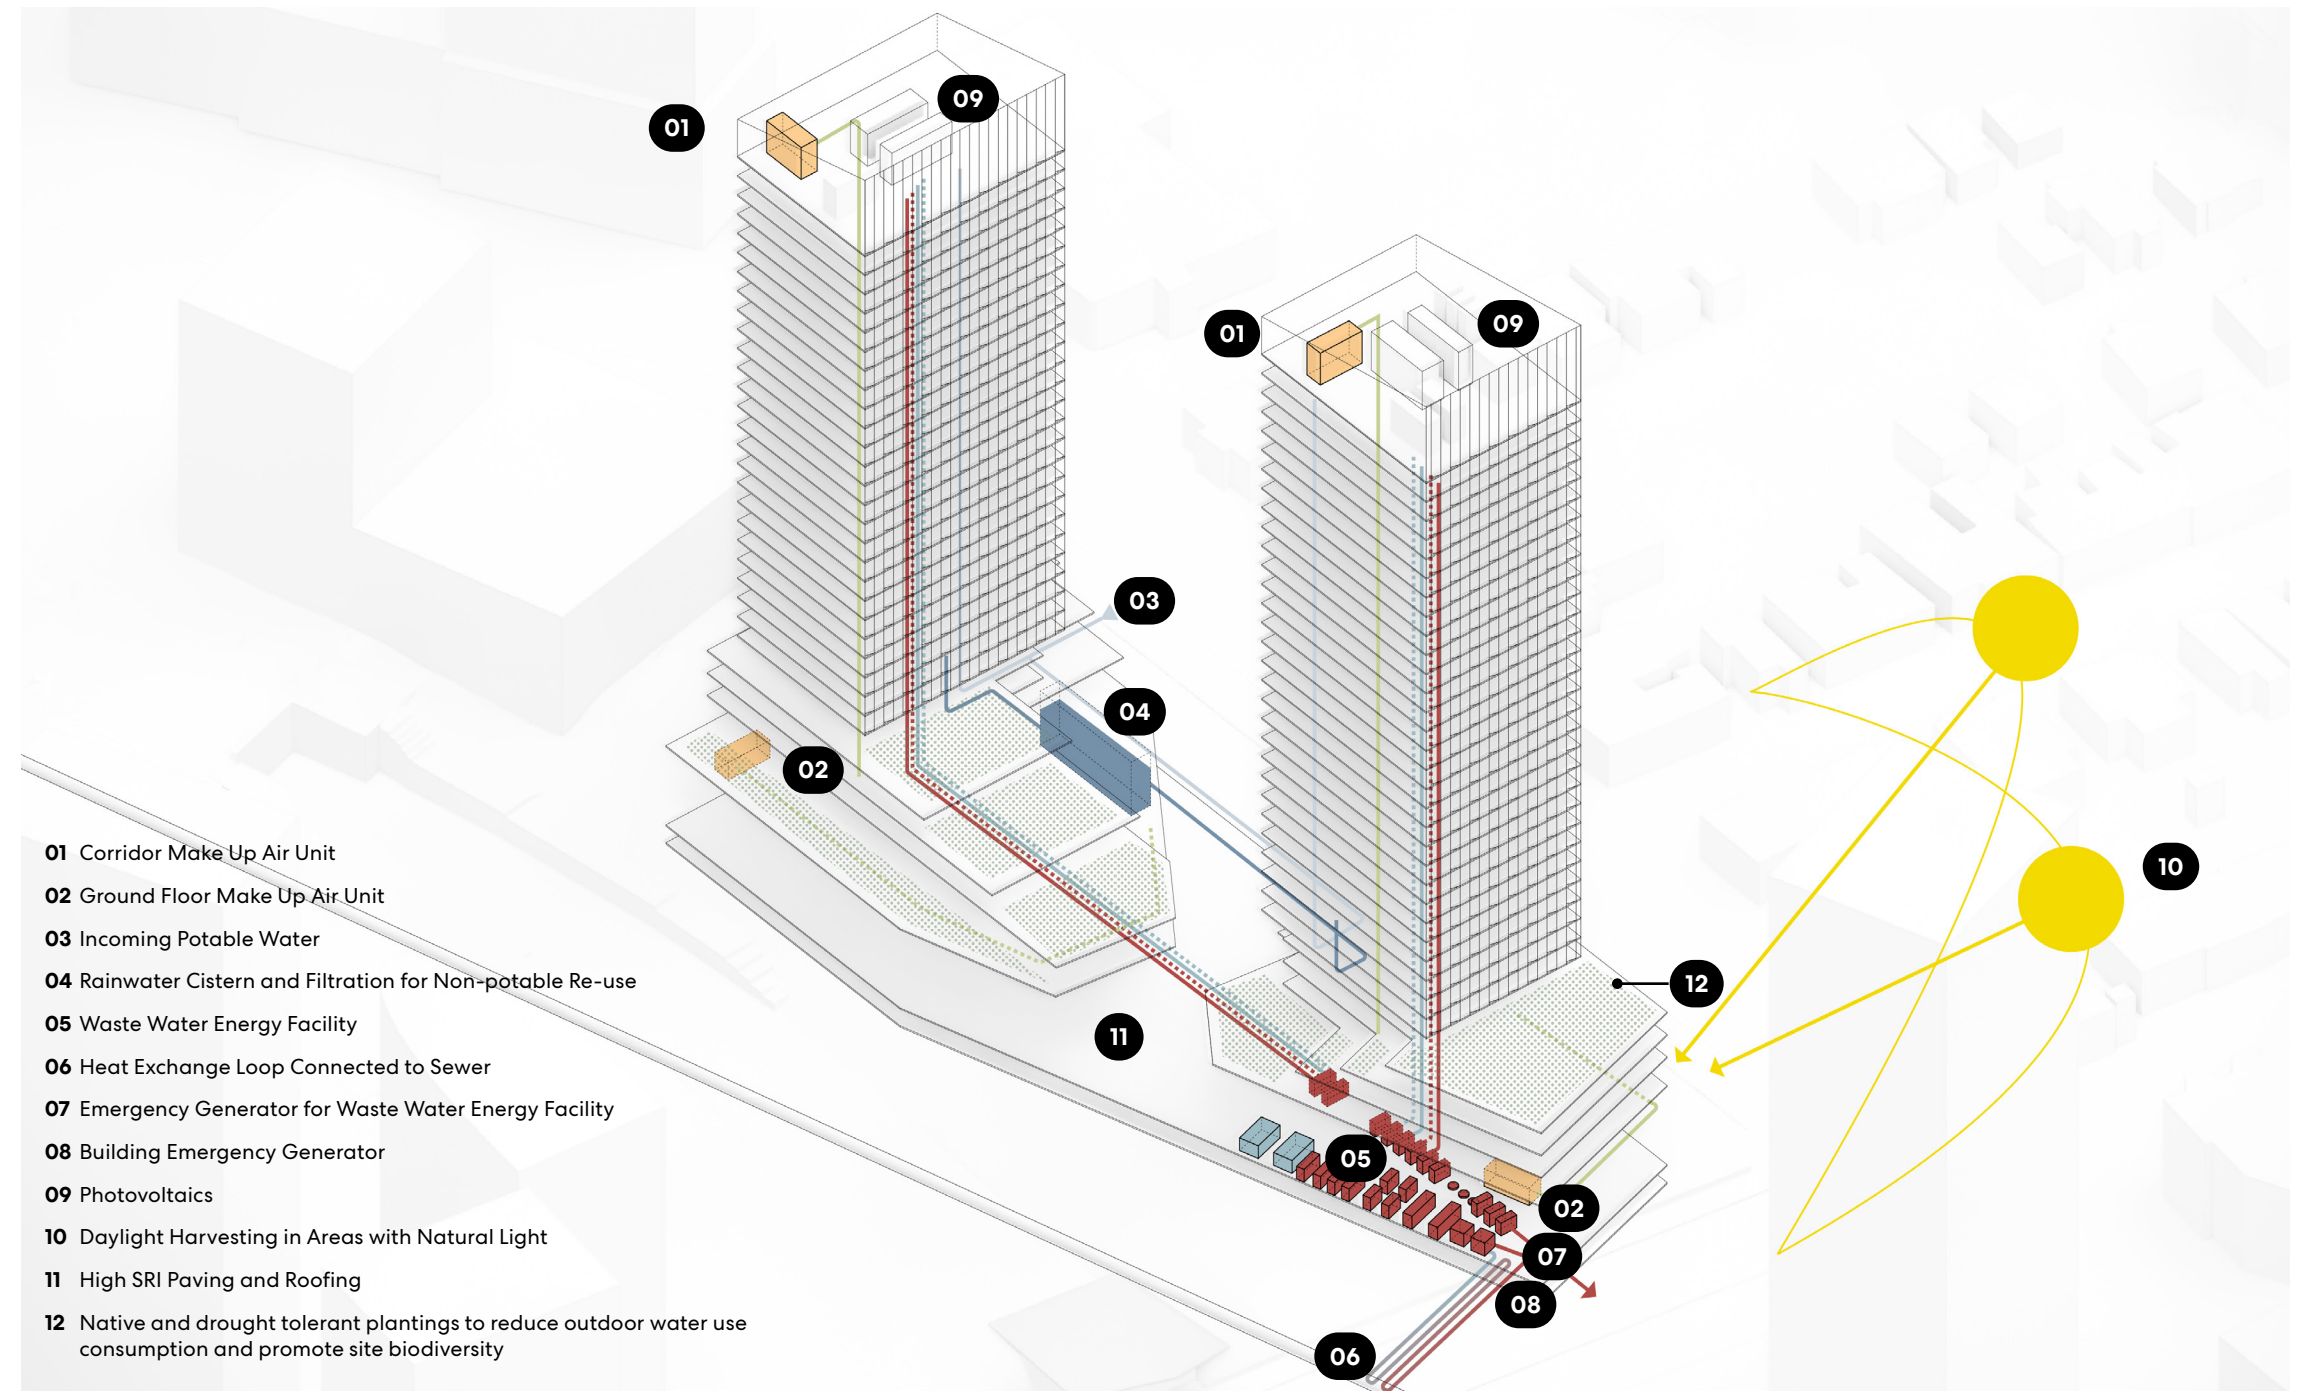 01
09
01
09
03
04
02
10
12
11
05
02
07
08
06
01 Corridor Make Up Air Unit
02 Ground Floor Make Up Air Unit
03 Incoming Potable Water
04 Rainwater Cistern and Filtration for Non-potable Re-use
05 Waste Water Energy Facility
06 Heat Exchange Loop Connected to Sewer
07 Emergency Generator for Waste Water Energy Facility
08 Building Emergency Generator
09 Photovoltaics
10 Daylight Harvesting in Areas with Natural Light
11 High SRI Paving and Roofing
12 Native and drought tolerant plantings to reduce outdoor water use
consumption and promote site biodiversity